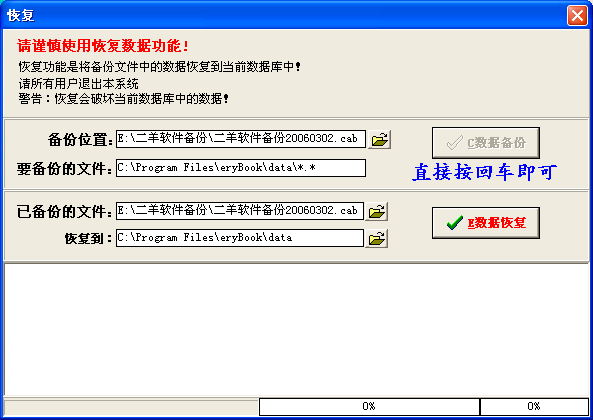 恢复
请谨慎使用恢复数据功能!
恢复功能是将备份文件中的数据恢复到当前数据库中!
请所有用户退出本系统
警告：恢复会破坏当前数据库中的数据!
备份位置: E:\二羊软件备份\二羊软件备份20060302.cab C数据备份
要备份的文件: C:\Program Files\eryBook\data\*.* 直接按回车即可
已备份的文件: E:\二羊软件备份\二羊软件备份20060302.cab R数据恢复
恢复到: C:\Program Files\eryBook\data
0% 0%